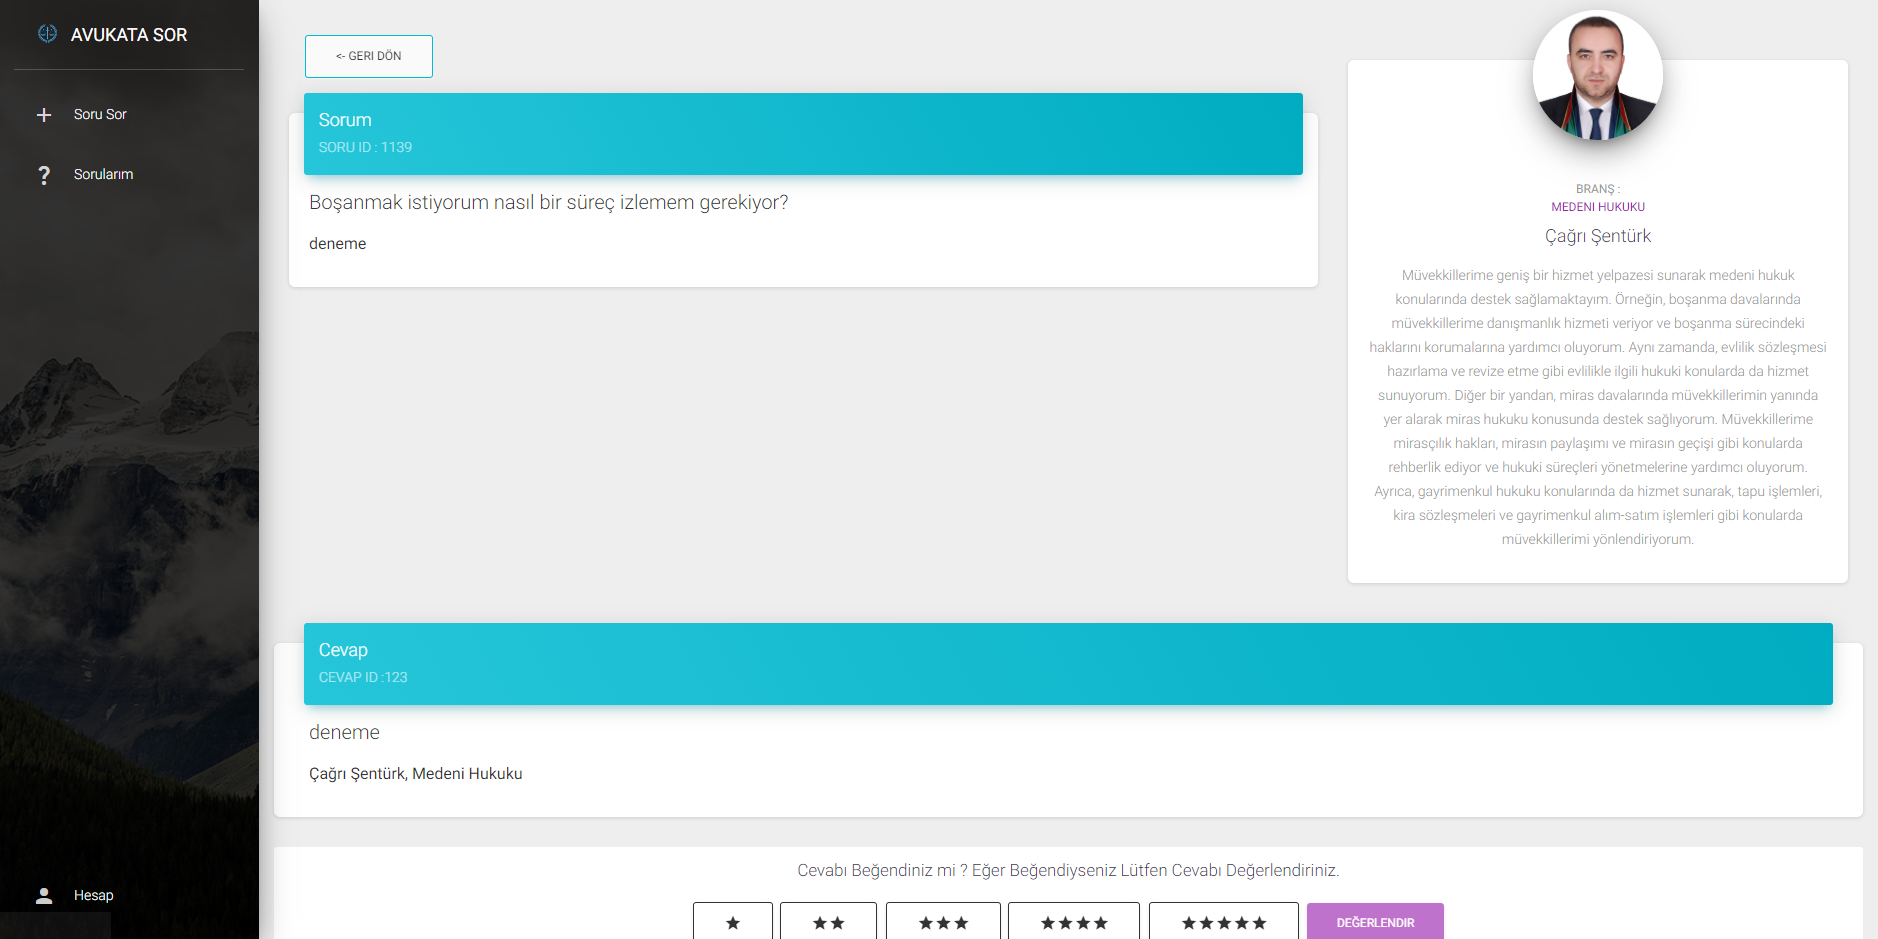 AVUKATA SOR
Soru Sor
Sorularım
Hesap
<- GERI DÖN
Sorum
SORU ID : 1139
Boşanmak istiyorum nasıl bir süreç izlemem gerekiyor?
deneme
BRANŞ :
MEDENI HUKUKU
Çağrı Şentürk
Müvekkillerime geniş bir hizmet yelpazesi sunarak medeni hukuk
konularında destek sağlamaktayım. Örneğin, boşanma davalarında
müvekkillerime danışmanlık hizmeti veriyor ve boşanma sürecindeki
haklarını korumalarına yardımcı oluyorum. Aynı zamanda, evlilik sözleşmesi
hazırlama ve revize etme gibi evlilikle ilgili hukuki konularda da hizmet
sunuyorum. Diğer bir yandan, miras davalarında müvekkillerimin yanında
yer alarak miras hukuku konusunda destek sağlıyorum. Müvekkillerime
mirasçılık hakları, mirasın paylaşımı ve mirasın geçişi gibi konularda
rehberlik ediyor ve hukuki süreçleri yönetmelerine yardımcı oluyorum.
Ayrıca, gayrimenkul hukuku konularında da hizmet sunarak, tapu işlemleri,
kira sözleşmeleri ve gayrimenkul alım-satım işlemleri gibi konularda
müvekkillerimi yönlendiriyorum.
Cevap
CEVAP ID :123
deneme
Çağrı Şentürk, Medeni Hukuku
Cevabı Beğendiniz mi ? Eğer Beğendiyseniz Lütfen Cevabı Değerlendiriniz.
DEĞERLENDIR